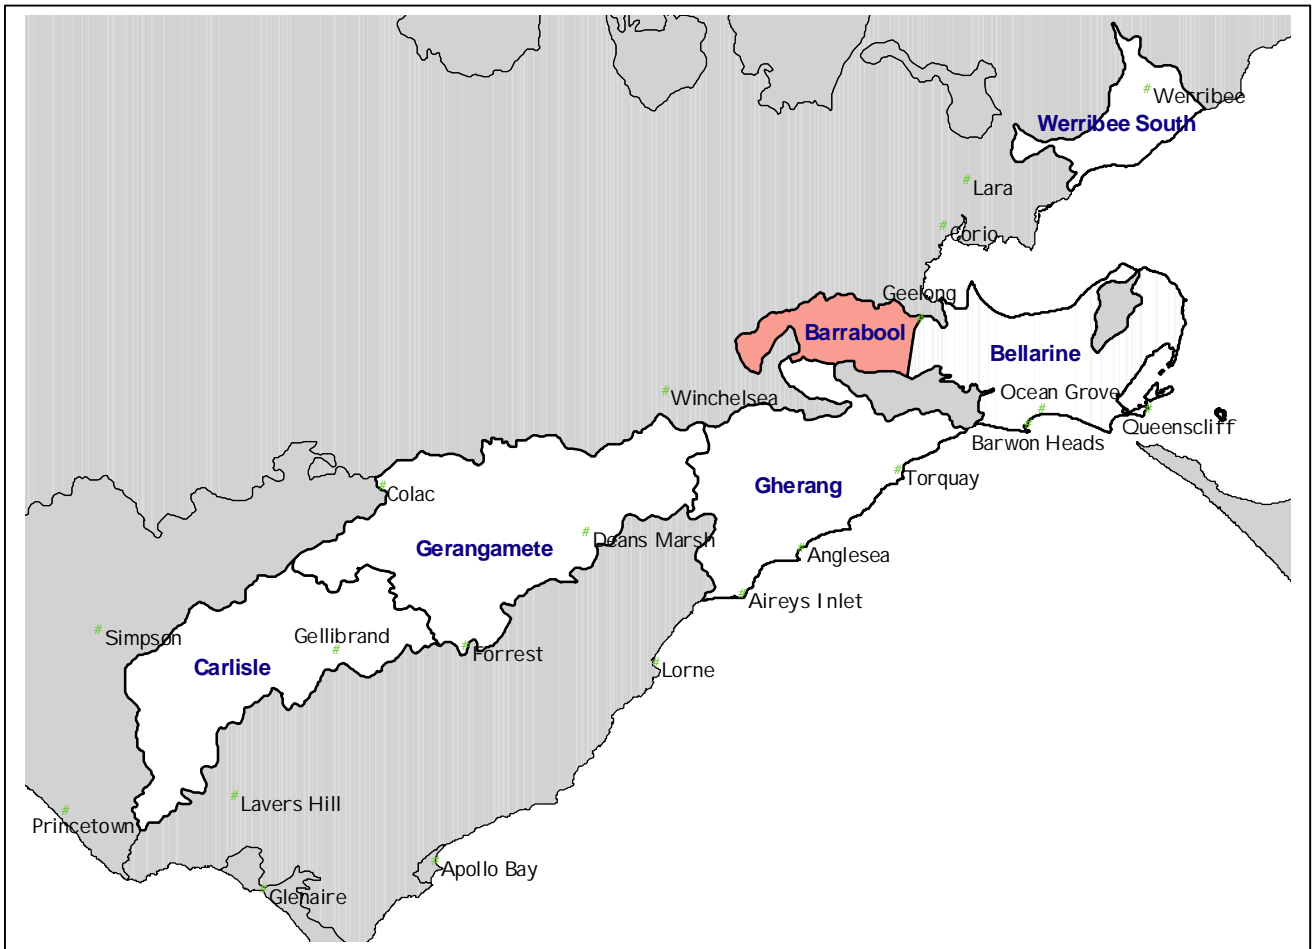 Werribee
Werribee South
Lara
Corio
Geelong
Barrabool
Bellarine
Winchelsea
Ocean Grove
Queenscliff
Barwon Heads
Torquay
Colac
Gherang
Deans Marsh
Gerangamete
Anglesea
Aireys Inlet
Simpson
Gellibrand
Forrest
Carlisle
Lorne
Lavers Hill
Princetown
Apollo Bay
Glenaire